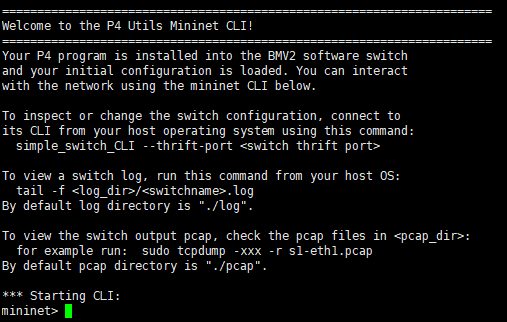 ======================================================================
Welcome to the P4 Utils Mininet CLI!
======================================================================
Your P4 program is installed into the BMV2 software switch
and your initial configuration is loaded. You can interact
with the network using the mininet CLI below.

To inspect or change the switch configuration, connect to
its CLI from your host operating system using this command:
  simple_switch_CLI --thrift-port <switch thrift port>

To view a switch log, run this command from your host OS:
  tail -f <log_dir>/<switchname>.log
By default log directory is "./log".

To view the switch output pcap, check the pcap files in <pcap_dir>:
  for example run:  sudo tcpdump -xxx -r s1-eth1.pcap
By default pcap directory is "./pcap".

*** Starting CLI:
mininet>